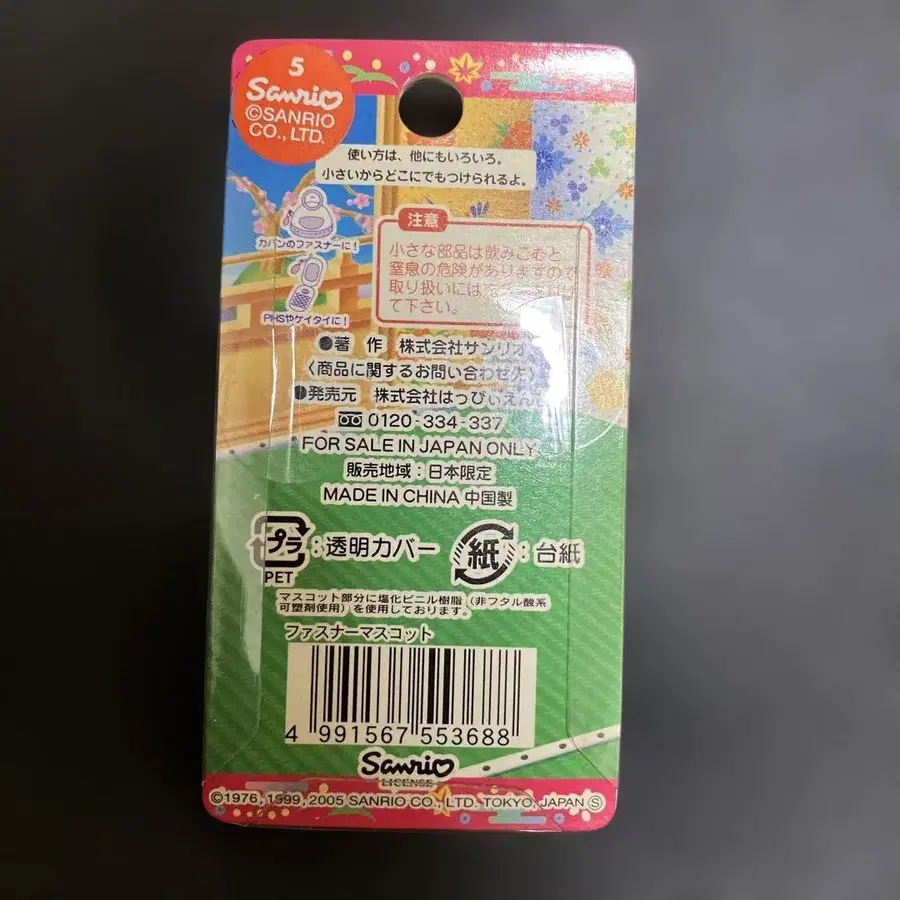 5
Sanrio
©SANRIO
CO., LTD.
使い方は、他にもいろいろ。
小さいからどこにでもつけられるよ。
カバンのファスナーに!
PHSやケイタイに!
注意
小さな部品は飲みこむと
窒息の危険がありますので
取り扱いには
て下さい。
●著 作 株式会社サンリオ
〈商品に関するお問い合わせ先〉
●発売元 株式会社はっぴぃえんど
0120-334-337
FOR SALE IN JAPAN ONLY
販売地域:日本限定
MADE IN CHINA 中国製
プラ:透明カバー
PET
紙:台紙
マスコット部分に塩化ビニル樹脂(非フタル酸系
可塑剤使用)を使用しております。
ファスナーマスコット
4 991567 553688
Sanrio
LICENSE
©1976, 1999, 2005 SANRIO CO., LTD. TOKYO, JAPAN Ⓢ